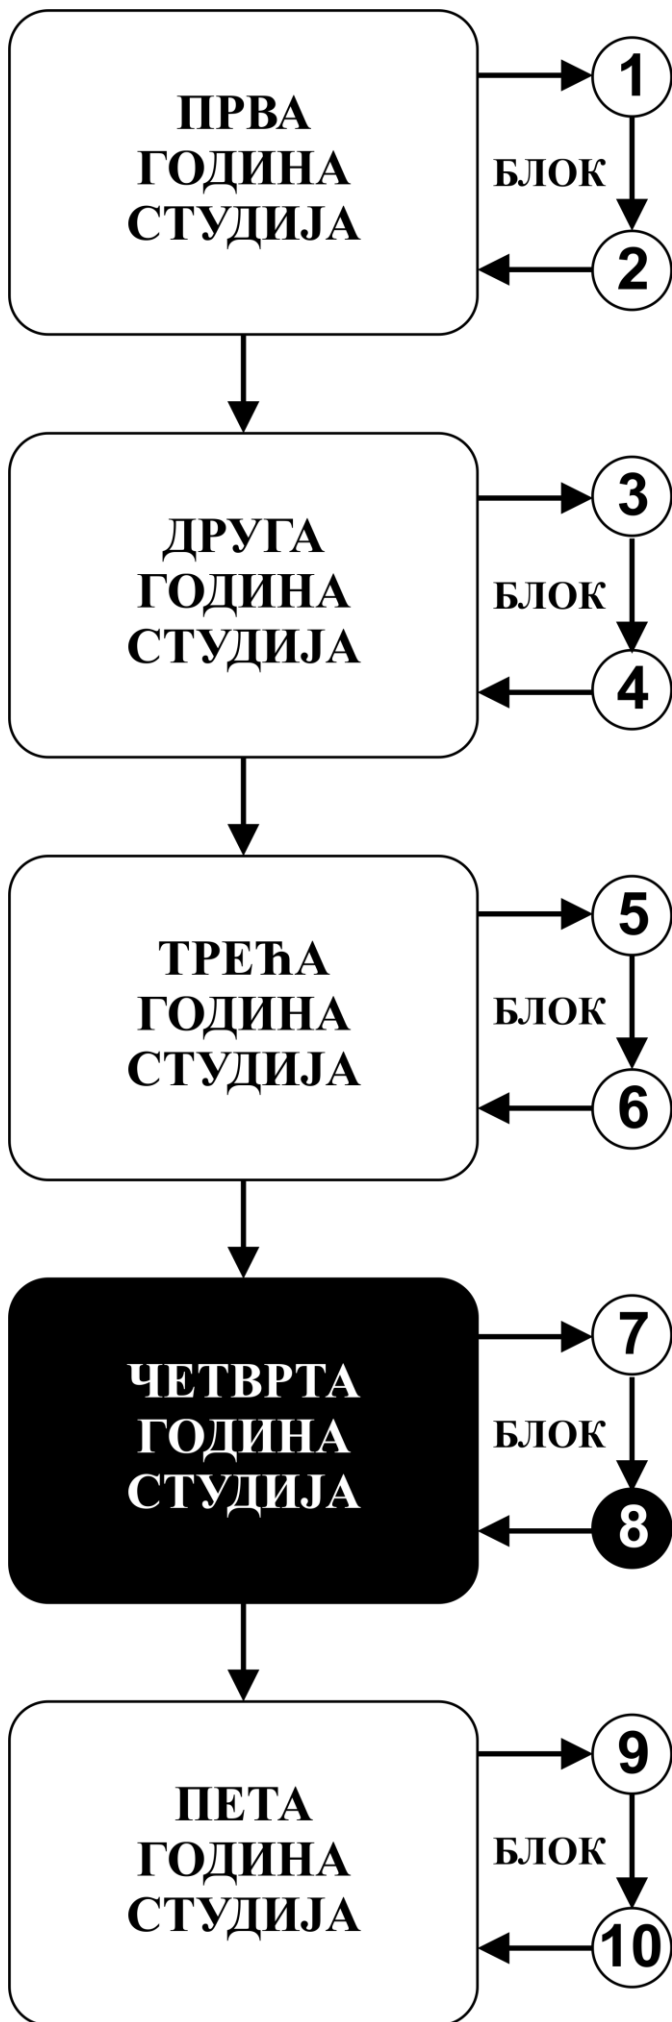 ПРВА
ГОДИНА
СТУДИЈА
1
БЛОК
2
ДРУГА
ГОДИНА
СТУДИЈА
3
БЛОК
4
ТРЕЋА
ГОДИНА
СТУДИЈА
5
БЛОК
6
ЧЕТВРТА
ГОДИНА
СТУДИЈА
7
БЛОК
8
ПЕТА
ГОДИНА
СТУДИЈА
9
БЛОК
10